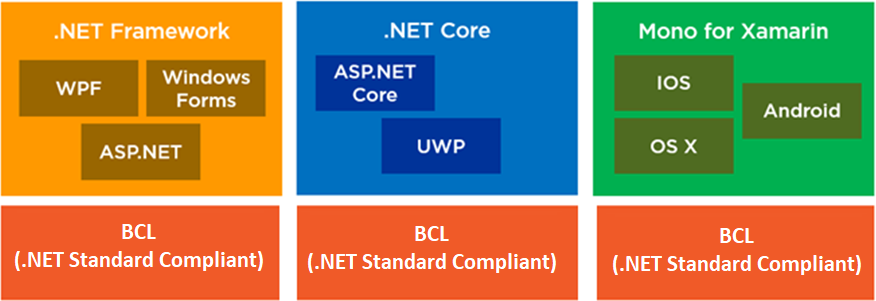 .NET Framework
WPF
Windows
Forms
ASP.NET
.NET Core
ASP.NET
Core
UWP
Mono for Xamarin
IOS
Android
OS X
BCL
(.NET Standard Compliant)
BCL
(.NET Standard Compliant)
BCL
(.NET Standard Compliant)